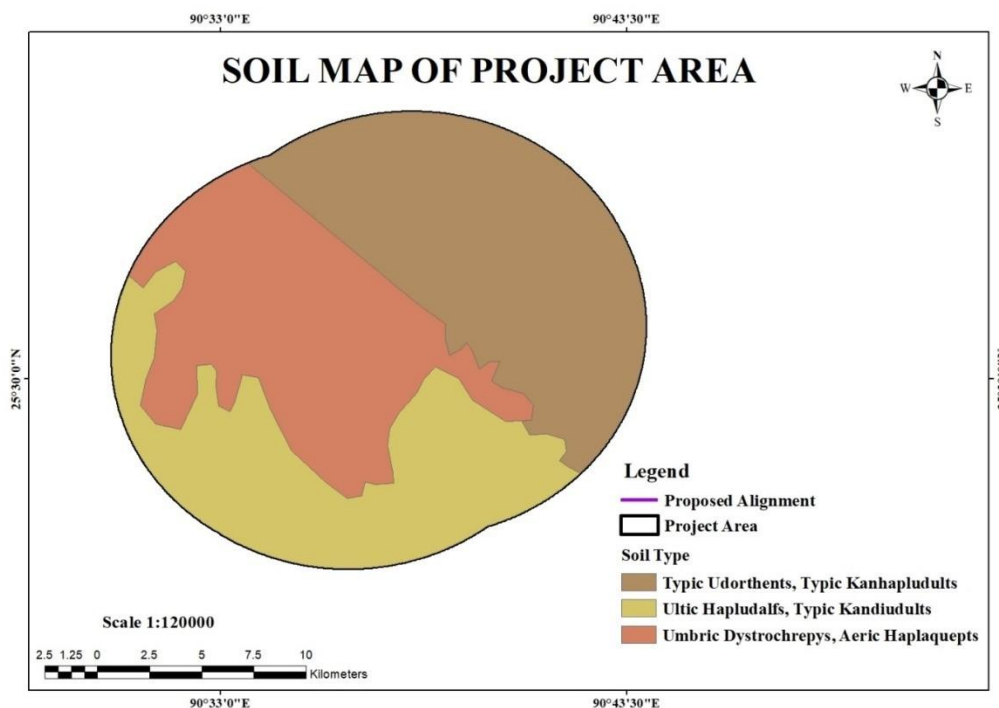 90°33'0"E 90°43'30"E
SOIL MAP OF PROJECT AREA
N
W E
S
25°30'0"N
Legend
Proposed Alignment
Project Area
Soil Type
Typic Udorthents, Typic Kanhapludults
Ultic Hapludalfs, Typic Kandiudults
Umbric Dystrochrepys, Aeric Haplaquepts
Scale 1:120000
2.5 1.25 0 2.5 5 7.5 10
Kilometers
90°33'0"E 90°43'30"E